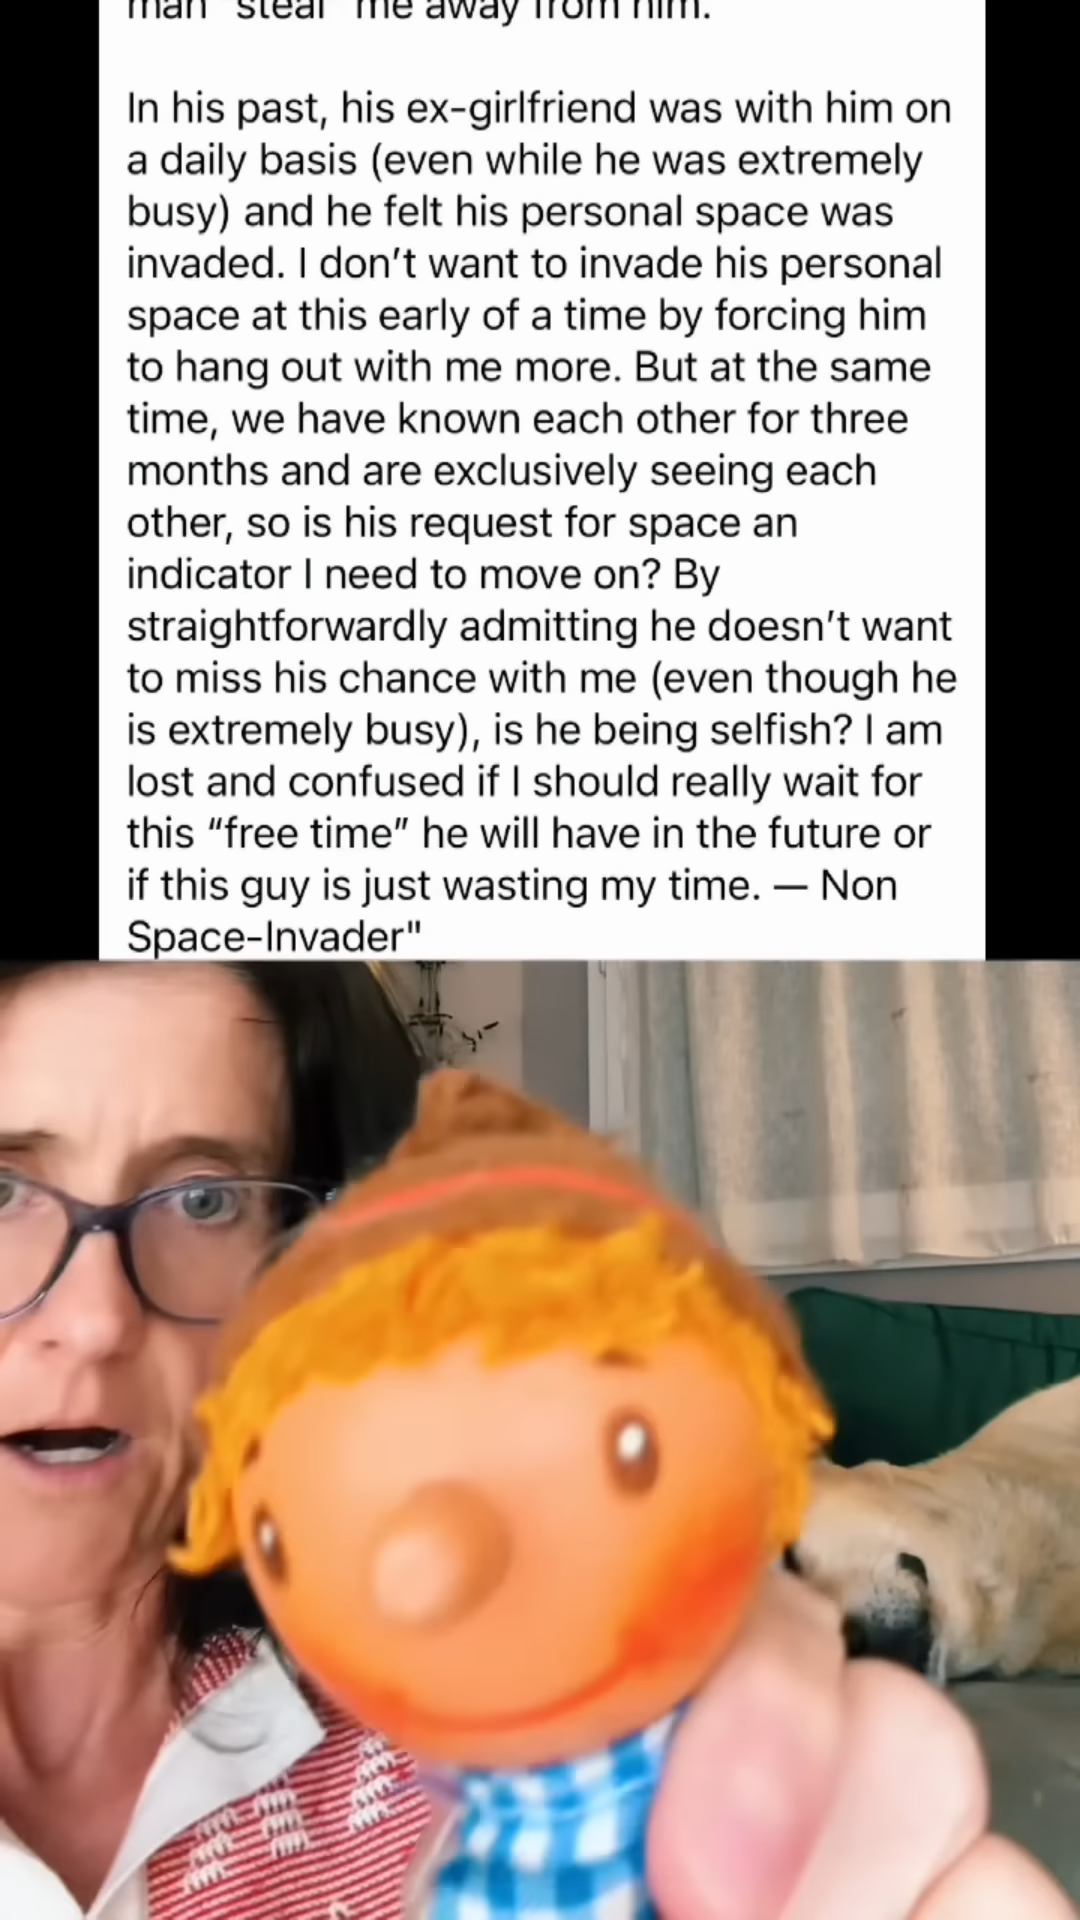 man "steal" me away from him.
In his past, his ex-girlfriend was with him on
a daily basis (even while he was extremely
busy) and he felt his personal space was
invaded. I don't want to invade his personal
space at this early of a time by forcing him
to hang out with me more. But at the same
time, we have known each other for three
months and are exclusively seeing each
other, so is his request for space an
indicator I need to move on? By
straightforwardly admitting he doesn't want
to miss his chance with me (even though he
is extremely busy), is he being selfish? I am
lost and confused if I should really wait for
this "free time" he will have in the future or
if this guy is just wasting my time. — Non
Space-Invader"